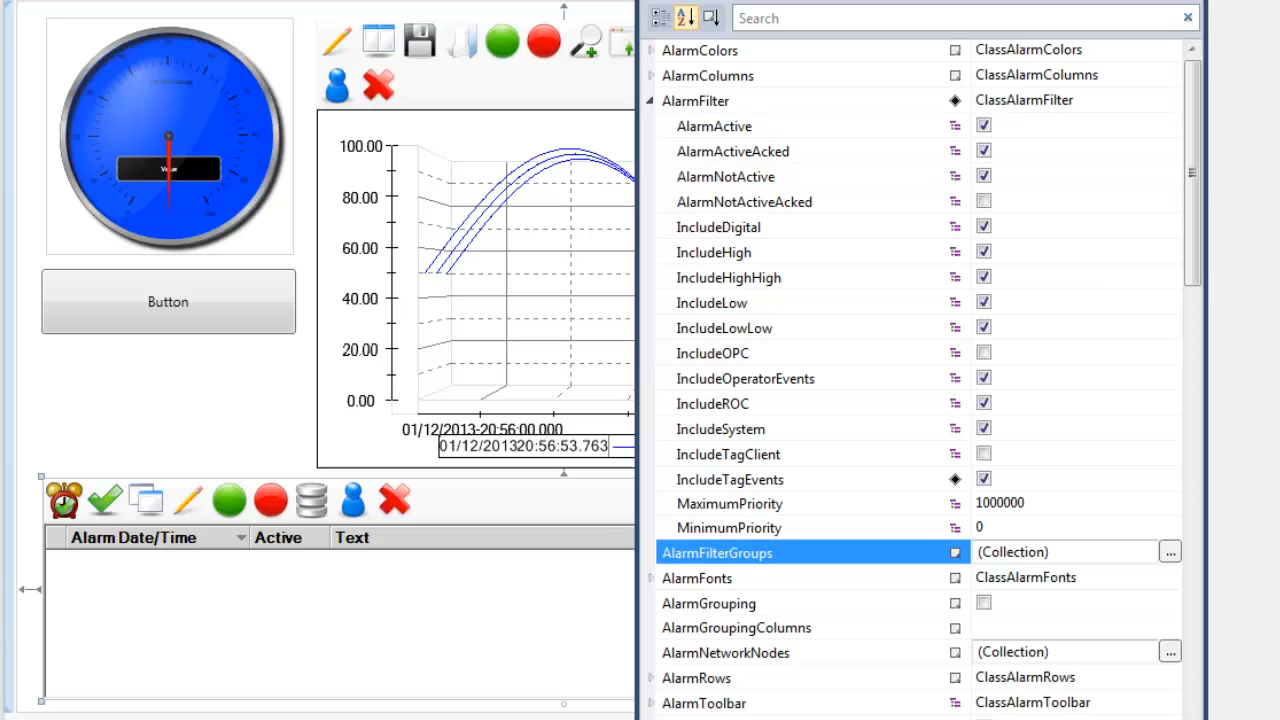 Search
AlarmColors ClassAlarmColors
AlarmColumns ClassAlarmColumns
AlarmFilter ClassAlarmFilter
AlarmActive
AlarmActiveAcked
AlarmNotActive
AlarmNotActiveAcked
IncludeDigital
IncludeHigh
IncludeHighHigh
IncludeLow
IncludeLowLow
IncludeOPC
IncludeOperatorEvents
IncludeROC
IncludeSystem
IncludeTagClient
IncludeTagEvents
MaximumPriority 1000000
MinimumPriority 0
AlarmFilterGroups (Collection) ...
AlarmFonts ClassAlarmFonts
AlarmGrouping
AlarmGroupingColumns
AlarmNetworkNodes (Collection) ...
AlarmRows ClassAlarmRows
AlarmToolbar ClassAlarmToolbar
Value
Button
100.00
80.00
60.00
40.00
20.00
0.00
01/12/2013-20:56:00.000
01/12/201320:56:53.763
Alarm Date/Time Active Text